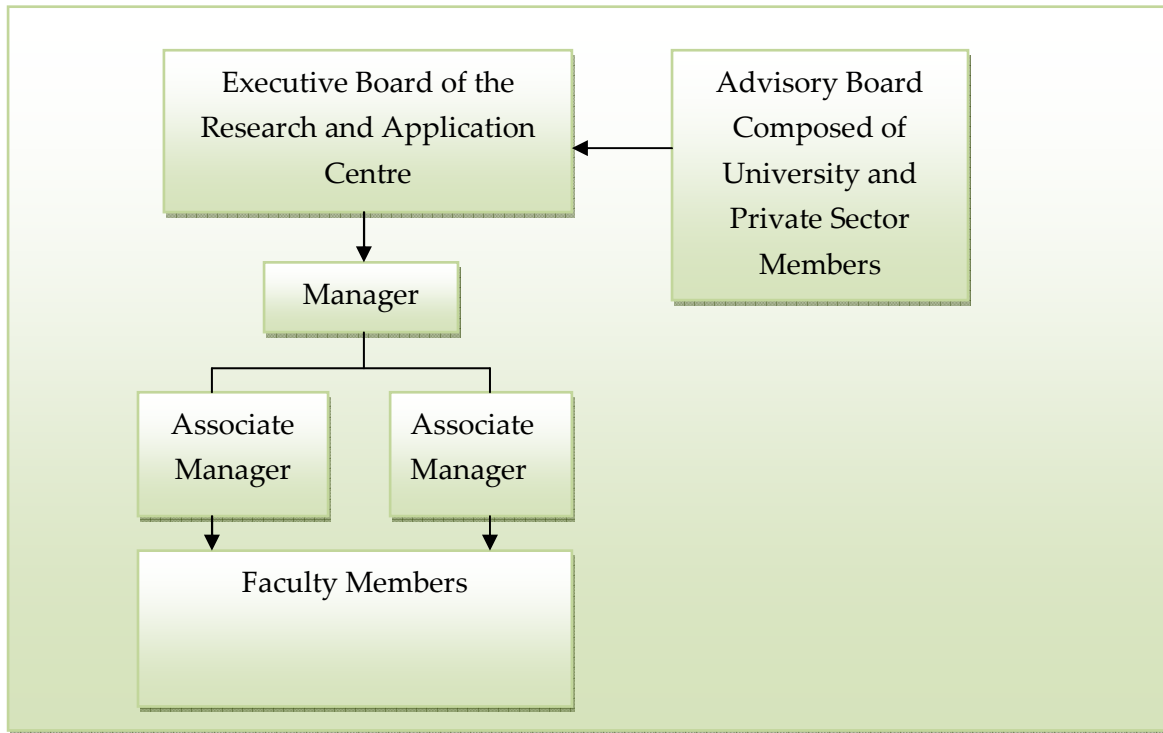 Executive Board of the
Research and Application
Centre
Advisory Board
Composed of
University and
Private Sector
Members
Manager
Associate
Manager
Associate
Manager
Faculty Members